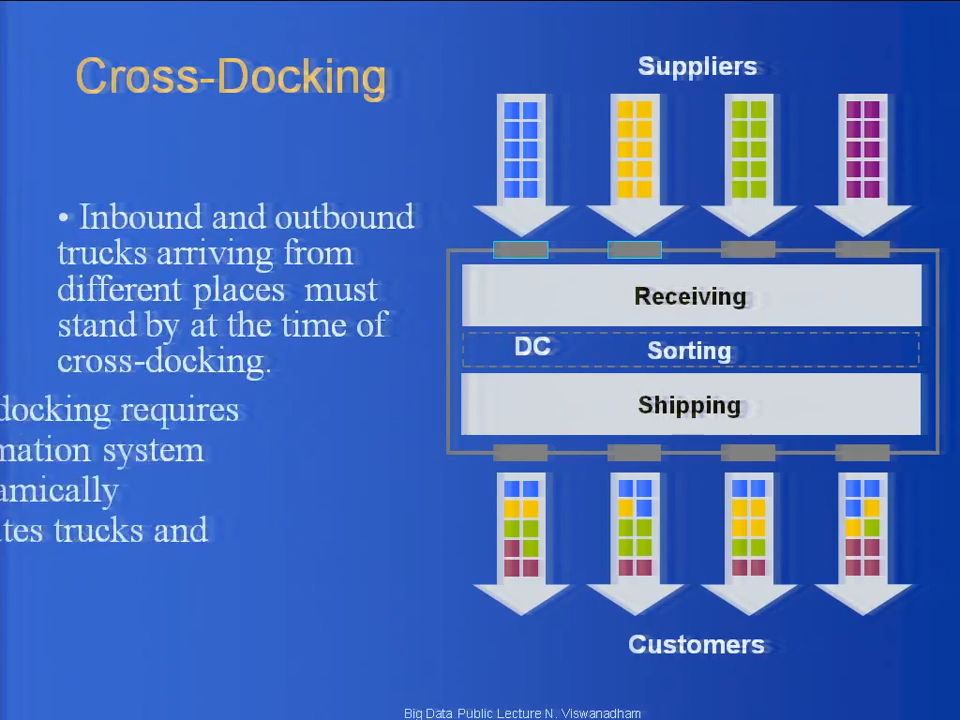 Cross-Docking
• Inbound and outbound
trucks arriving from
different places must
stand by at the time of
cross-docking.
docking requires
mation system
amically
tes trucks and
Suppliers
Receiving
DC
Sorting
Shipping
Customers
Big Data Public Lecture N. Viswanadham